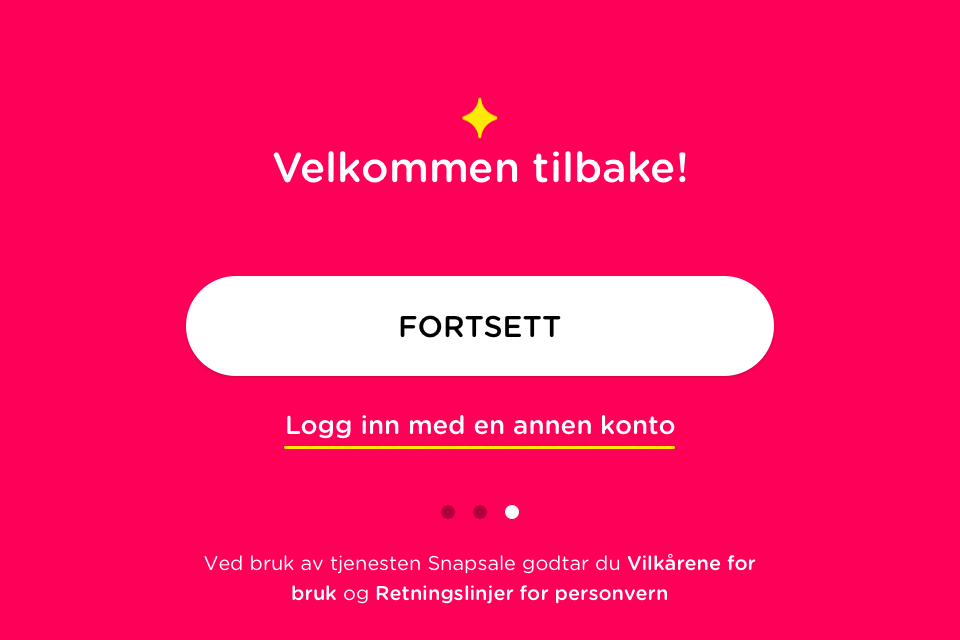 Velkommen tilbake!
FORTSETT
Logg inn med en annen konto
Ved bruk av tjenesten Snapsale godtar du Vilkårene for
bruk og Retningslinjer for personvern